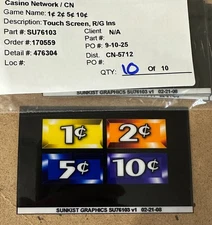 Casino Network / CN
Game Name: 1¢ 2¢ 5¢ 10¢
Description: Touch Screen, R/G Ins
Part #: SU76103
Client Part #: N/A
Order #: 170559
PO #: 9-10-25
Detail #: 476304
Dist. PO #: CN-5712
Loc #:
QTY: 10 Of 10
SUNKIST GRAPHICS SU76103 v1 02-21-08
1¢ 2¢
5¢ 10¢
SUNKIST GRAPHICS SU76103 v1 02-21-08